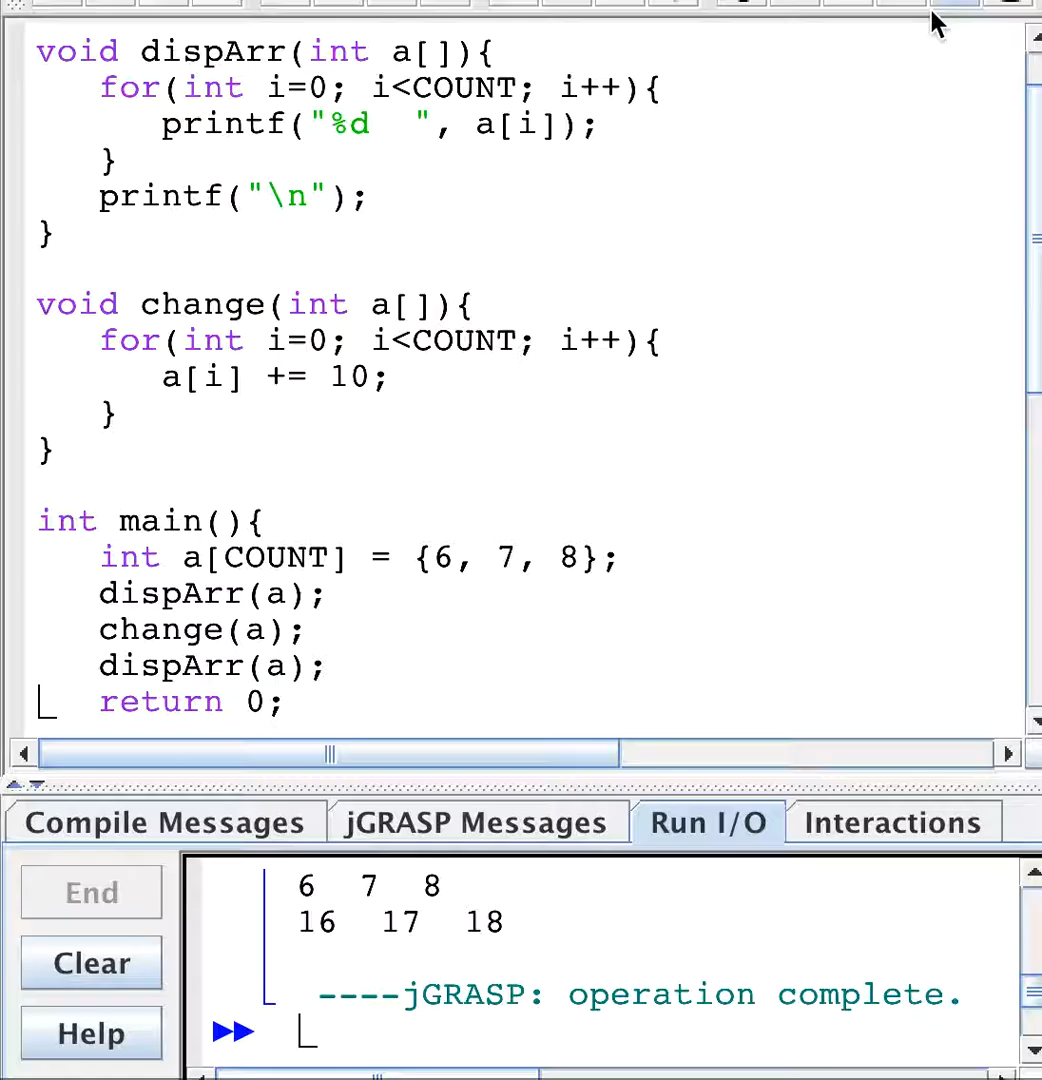 void dispArr(int a[]){
   for(int i=0; i<COUNT; i++){
      printf("%d  ", a[i]);
   }
   printf("\n");
}

void change(int a[]){
   for(int i=0; i<COUNT; i++){
      a[i] += 10;
   }
}

int main(){
   int a[COUNT] = {6, 7, 8};
   dispArr(a);
   change(a);
   dispArr(a);
   return 0;
Compile Messages jGRASP Messages Run I/O Interactions
End
Clear
Help
6  7  8
16  17  18
----jGRASP: operation complete.